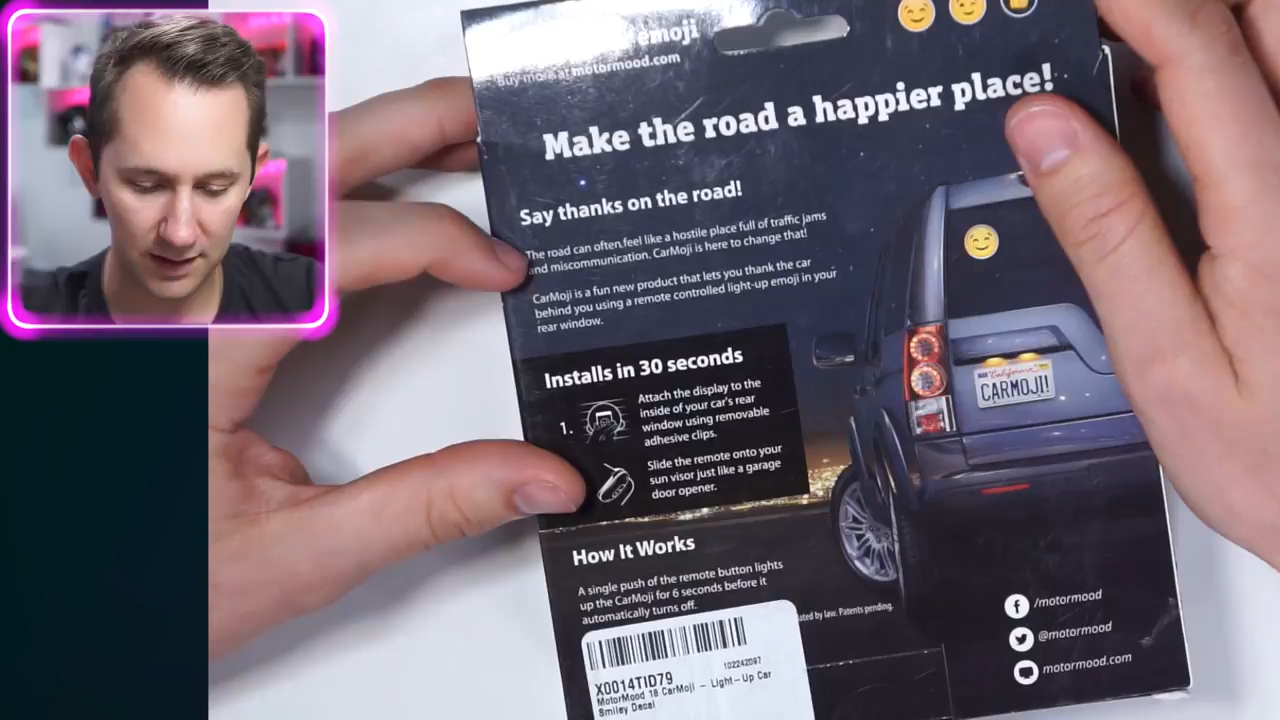 emoji
Buy more at motormood.com
Make the road a happier place!
Say thanks on the road!
The road can often feel like a hostile place full of traffic jams
and miscommunication. CarMoji is here to change that!
CarMoji is a fun new product that lets you thank the car
behind you using a remote controlled light-up emoji in your
rear window.
Installs in 30 seconds
1.
Attach the display to the
inside of your car's rear
window using removable
adhesive clips.
Slide the remote onto your
sun visor just like a garage
door opener.
California
CARMOJI!
How It Works
A single push of the remote button lights
up the CarMoji for 6 seconds before it
automatically turns off.
ated by law. Patents pending.
/motormood
@motormood
motormood.com
102242097
X0014TID79
MotorMood 18 CarMoji - Light-Up Car
Smiley Decal